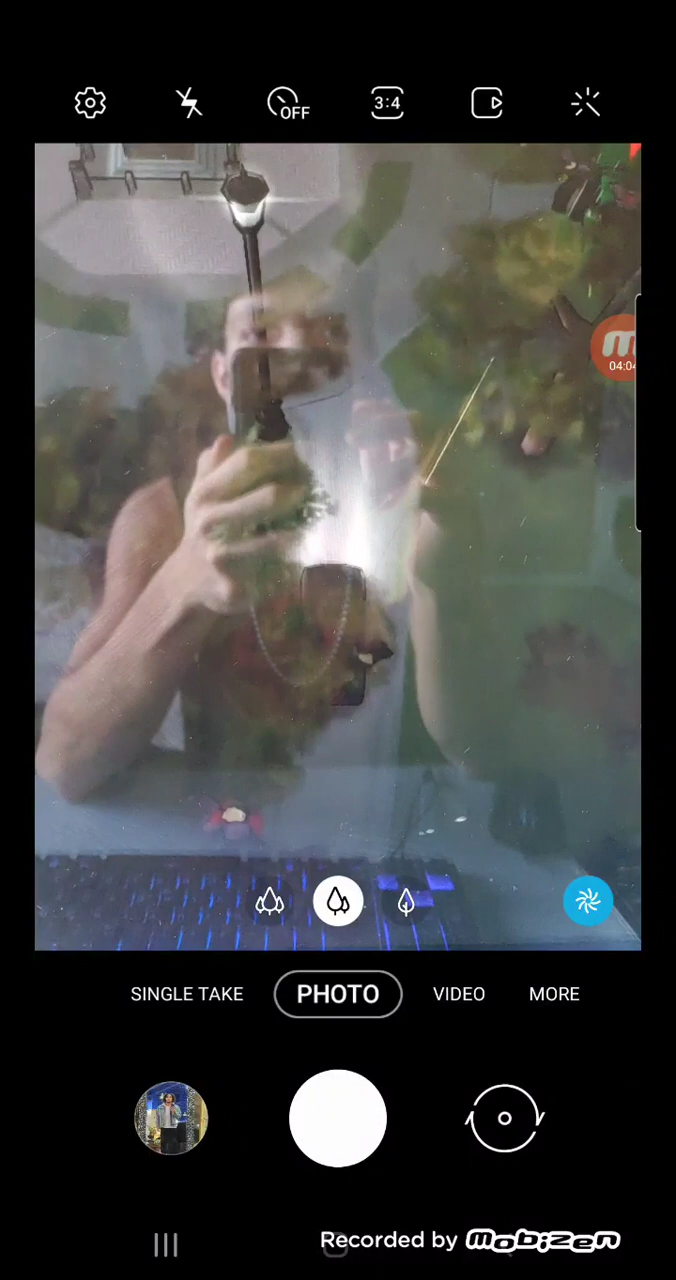 OFF
3:4
04:04
SINGLE TAKE
PHOTO
VIDEO
MORE
Recorded by mobizen